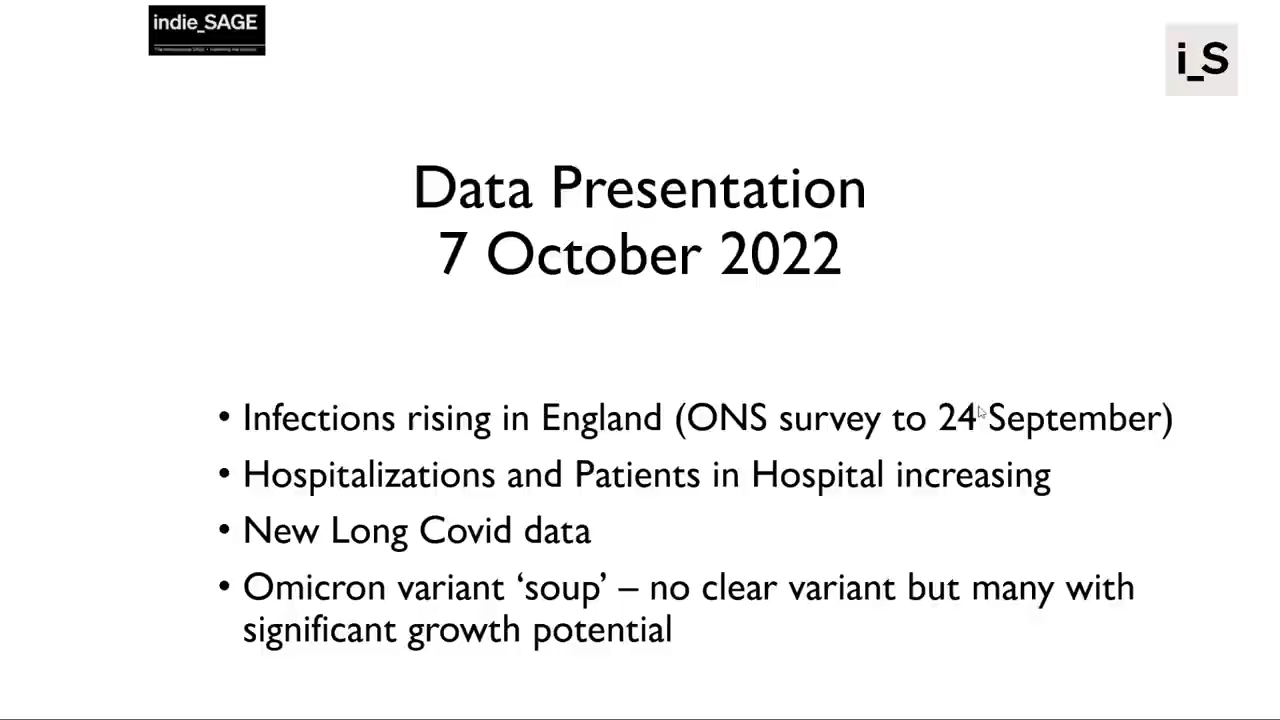 indie_SAGE
i_S
Data Presentation
7 October 2022
• Infections rising in England (ONS survey to 24 September)
• Hospitalizations and Patients in Hospital increasing
• New Long Covid data
• Omicron variant ‘soup’ – no clear variant but many with
significant growth potential